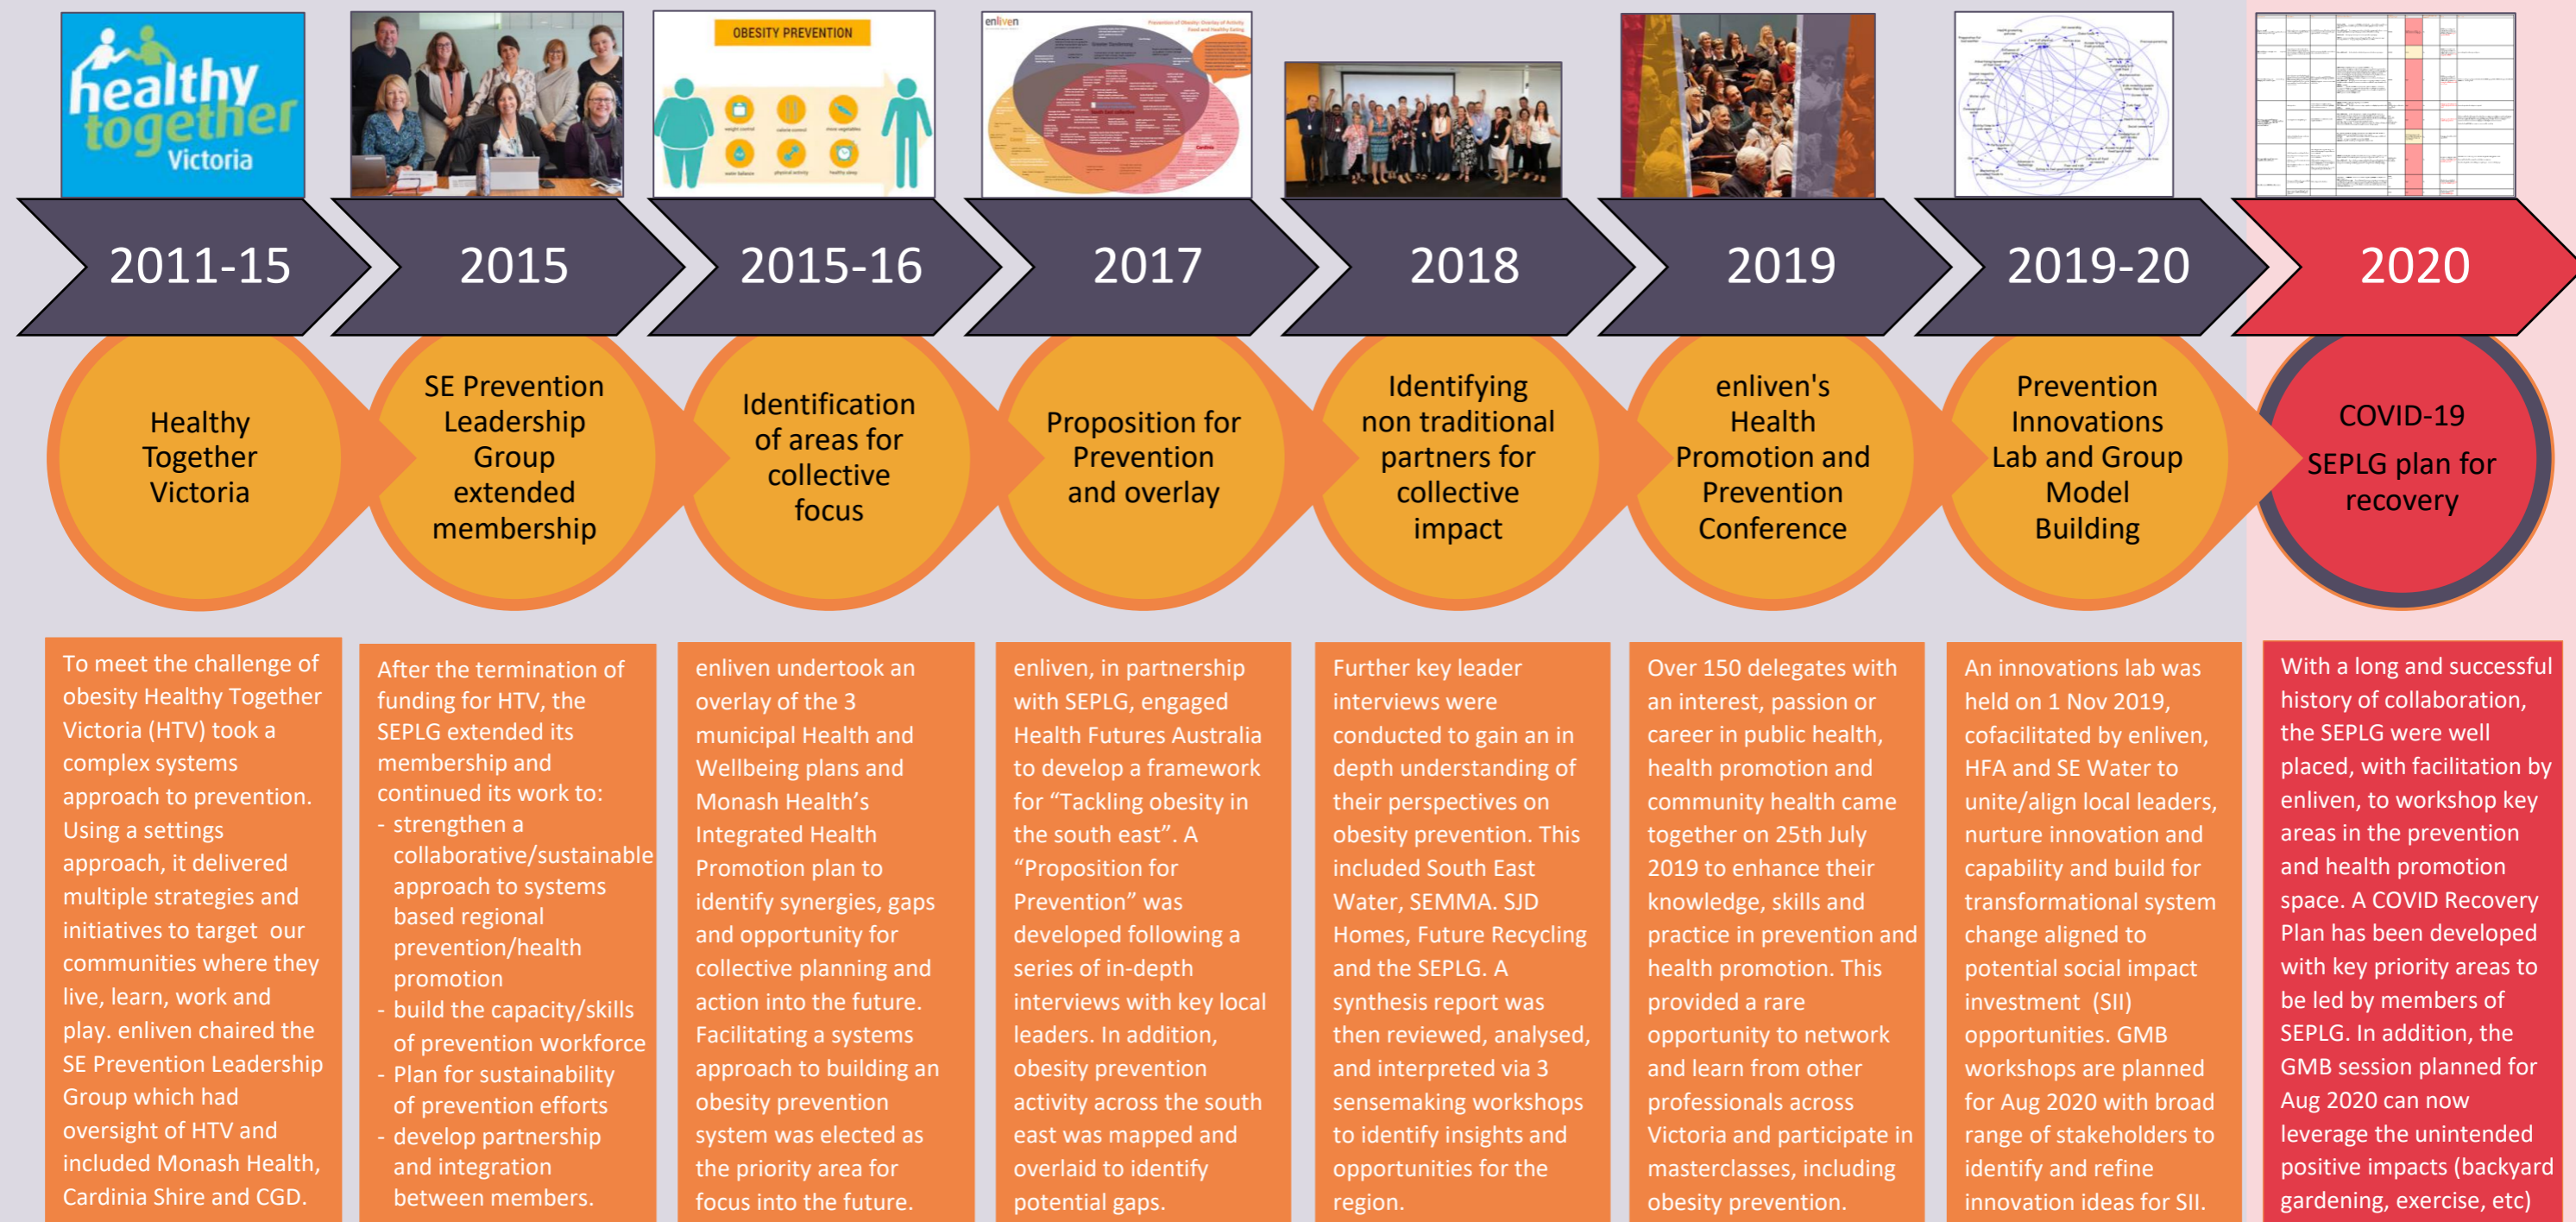 healthy
together
Victoria
OBESITY PREVENTION
weight control
calorie control
more vegetables
water balance
physical activity
healthy sleep
enliven
Prevention of Obesity: Overlay of Activity
Food and Healthy Eating
Greater Dandenong
Cardinia
2011-15
2015
2015-16
2017
2018
2019
2019-20
2020
Healthy
Together
Victoria
SE Prevention
Leadership
Group
extended
membership
Identification
of areas for
collective
focus
Proposition for
Prevention
and overlay
Identifying
non traditional
partners for
collective
impact
enliven's
Health
Promotion and
Prevention
Conference
Prevention
Innovations
Lab and Group
Model
Building
COVID-19
SEPLG plan for
recovery
To meet the challenge of
obesity Healthy Together
Victoria (HTV) took a
complex systems
approach to prevention.
Using a settings
approach, it delivered
multiple strategies and
initiatives to target our
communities where they
live, learn, work and
play. enliven chaired the
SE Prevention Leadership
Group which had
oversight of HTV and
included Monash Health,
Cardinia Shire and CGD.
After the termination of
funding for HTV, the
SEPLG extended its
membership and
continued its work to:
- strengthen a
collaborative/sustainable
approach to systems
based regional
prevention/health
promotion
- build the capacity/skills
of prevention workforce
- Plan for sustainability
of prevention efforts
- develop partnership
and integration
between members.
enliven undertook an
overlay of the 3
municipal Health and
Wellbeing plans and
Monash Health's
Integrated Health
Promotion plan to
identify synergies, gaps
and opportunity for
collective planning and
action into the future.
Facilitating a systems
approach to building an
obesity prevention
system was elected as
the priority area for
focus into the future.
enliven, in partnership
with SEPLG, engaged
Health Futures Australia
to develop a framework
for “Tackling obesity in
the south east”. A
“Proposition for
Prevention” was
developed following a
series of in-depth
interviews with key local
leaders. In addition,
obesity prevention
activity across the south
east was mapped and
overlaid to identify
potential gaps.
Further key leader
interviews were
conducted to gain an in
depth understanding of
their perspectives on
obesity prevention. This
included South East
Water, SEMMA. SJD
Homes, Future Recycling
and the SEPLG. A
synthesis report was
then reviewed, analysed,
and interpreted via 3
sensemaking workshops
to identify insights and
opportunities for the
region.
Over 150 delegates with
an interest, passion or
career in public health,
health promotion and
community health came
together on 25th July
2019 to enhance their
knowledge, skills and
practice in prevention and
health promotion. This
provided a rare
opportunity to network
and learn from other
professionals across
Victoria and participate in
masterclasses, including
obesity prevention.
An innovations lab was
held on 1 Nov 2019,
cofacilitated by enliven,
HFA and SE Water to
unite/align local leaders,
nurture innovation and
capability and build for
transformational system
change aligned to
potential social impact
investment (SII)
opportunities. GMB
workshops are planned
for Aug 2020 with broad
range of stakeholders to
identify and refine
innovation ideas for SII.
With a long and successful
history of collaboration,
the SEPLG were well
placed, with facilitation by
enliven, to workshop key
areas in the prevention
and health promotion
space. A COVID Recovery
Plan has been developed
with key priority areas to
be led by members of
SEPLG. In addition, the
GMB session planned for
Aug 2020 can now
leverage the unintended
positive impacts (backyard
gardening, exercise, etc)